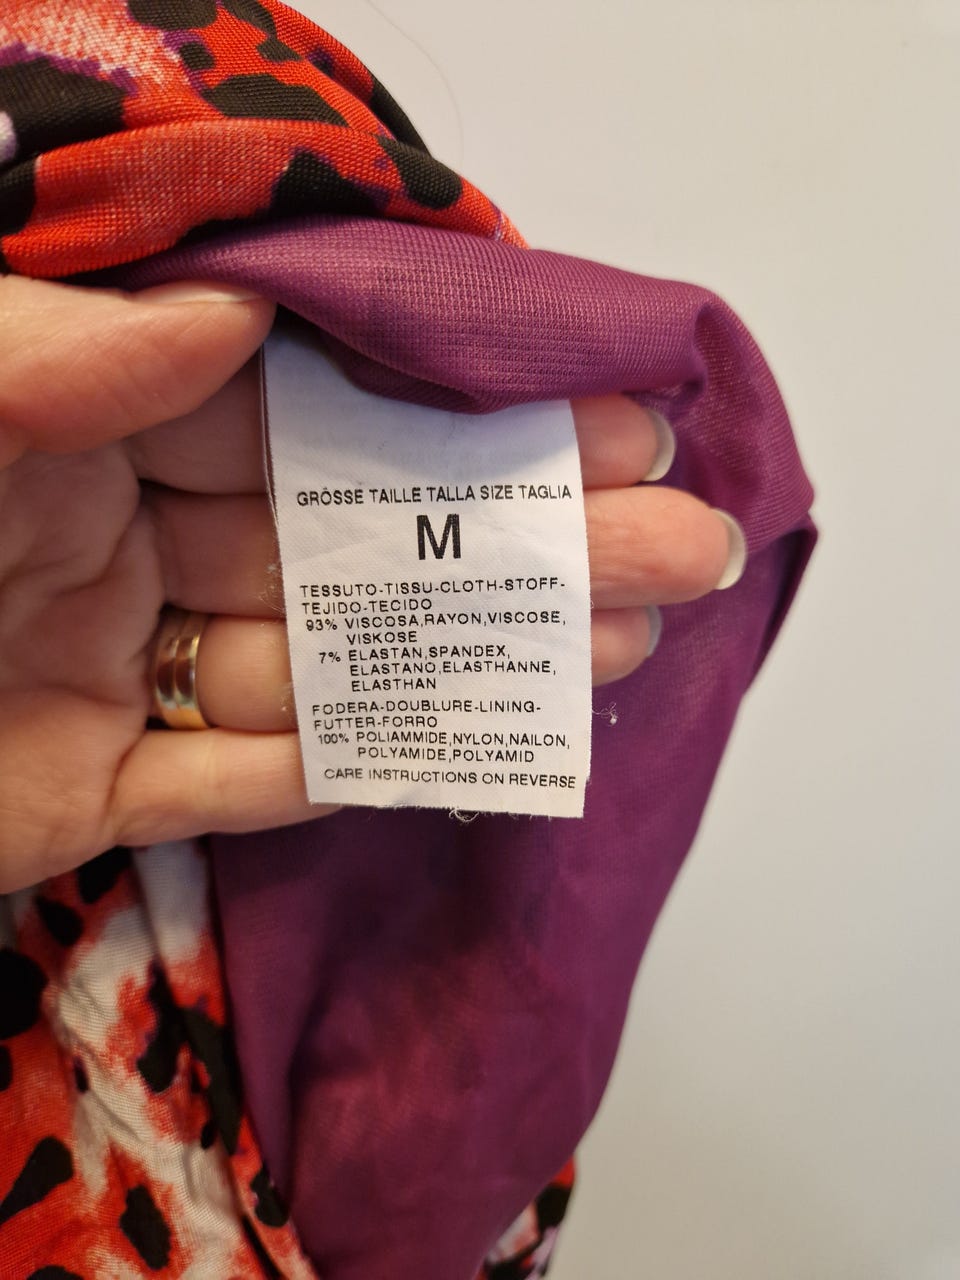 GRÖSSE TAILLE TALLA SIZE TAGLIA
M
TESSUTO-TISSU-CLOTH-STOFF-
TEJIDO-TECIDO
93% VISCOSA,RAYON,VISCOSE,
VISKOSE
7% ELASTAN,SPANDEX,
ELASTANO,ELASTHANNE,
ELASTHAN
FODERA-DOUBLURE-LINING-
FUTTER-FORRO
100% POLIAMMIDE,NYLON,NAILON,
POLYAMIDE,POLYAMID
CARE INSTRUCTIONS ON REVERSE